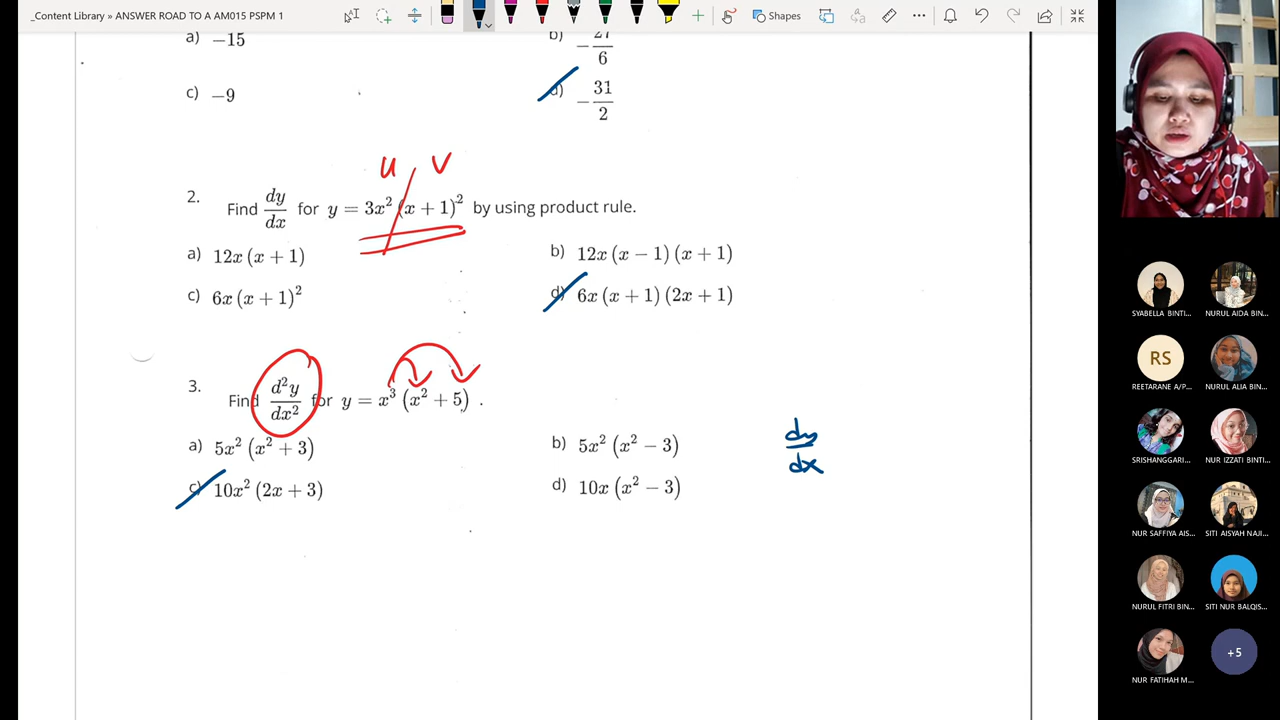 _Content Library » ANSWER ROAD TO A AM015 PSPM 1
Shapes
a) −15
b) −27/6
c) −9
d) −31/2
u v
2. Find dy/dx for y = 3x² (x + 1)² by using product rule.
a) 12x (x + 1)
b) 12x (x − 1) (x + 1)
c) 6x (x + 1)²
d) 6x (x + 1) (2x + 1)
3. Find d²y/dx² for y = x³ (x² + 5) .
a) 5x² (x² + 3)
b) 5x² (x² − 3)
dy/dx
c) 10x² (2x + 3)
d) 10x (x² − 3)
SYABELLA BINTI...
NURUL AIDA BIN...
RS
REETARANE A/P...
NURUL ALIA BIN...
SRISHANGGARI...
NUR IZZATI BINTI...
NUR SAFFIYA AIS...
SITI AISYAH NAJI...
NURUL FITRI BIN...
SITI NUR BALQIS...
NUR FATIHAH M...
+5